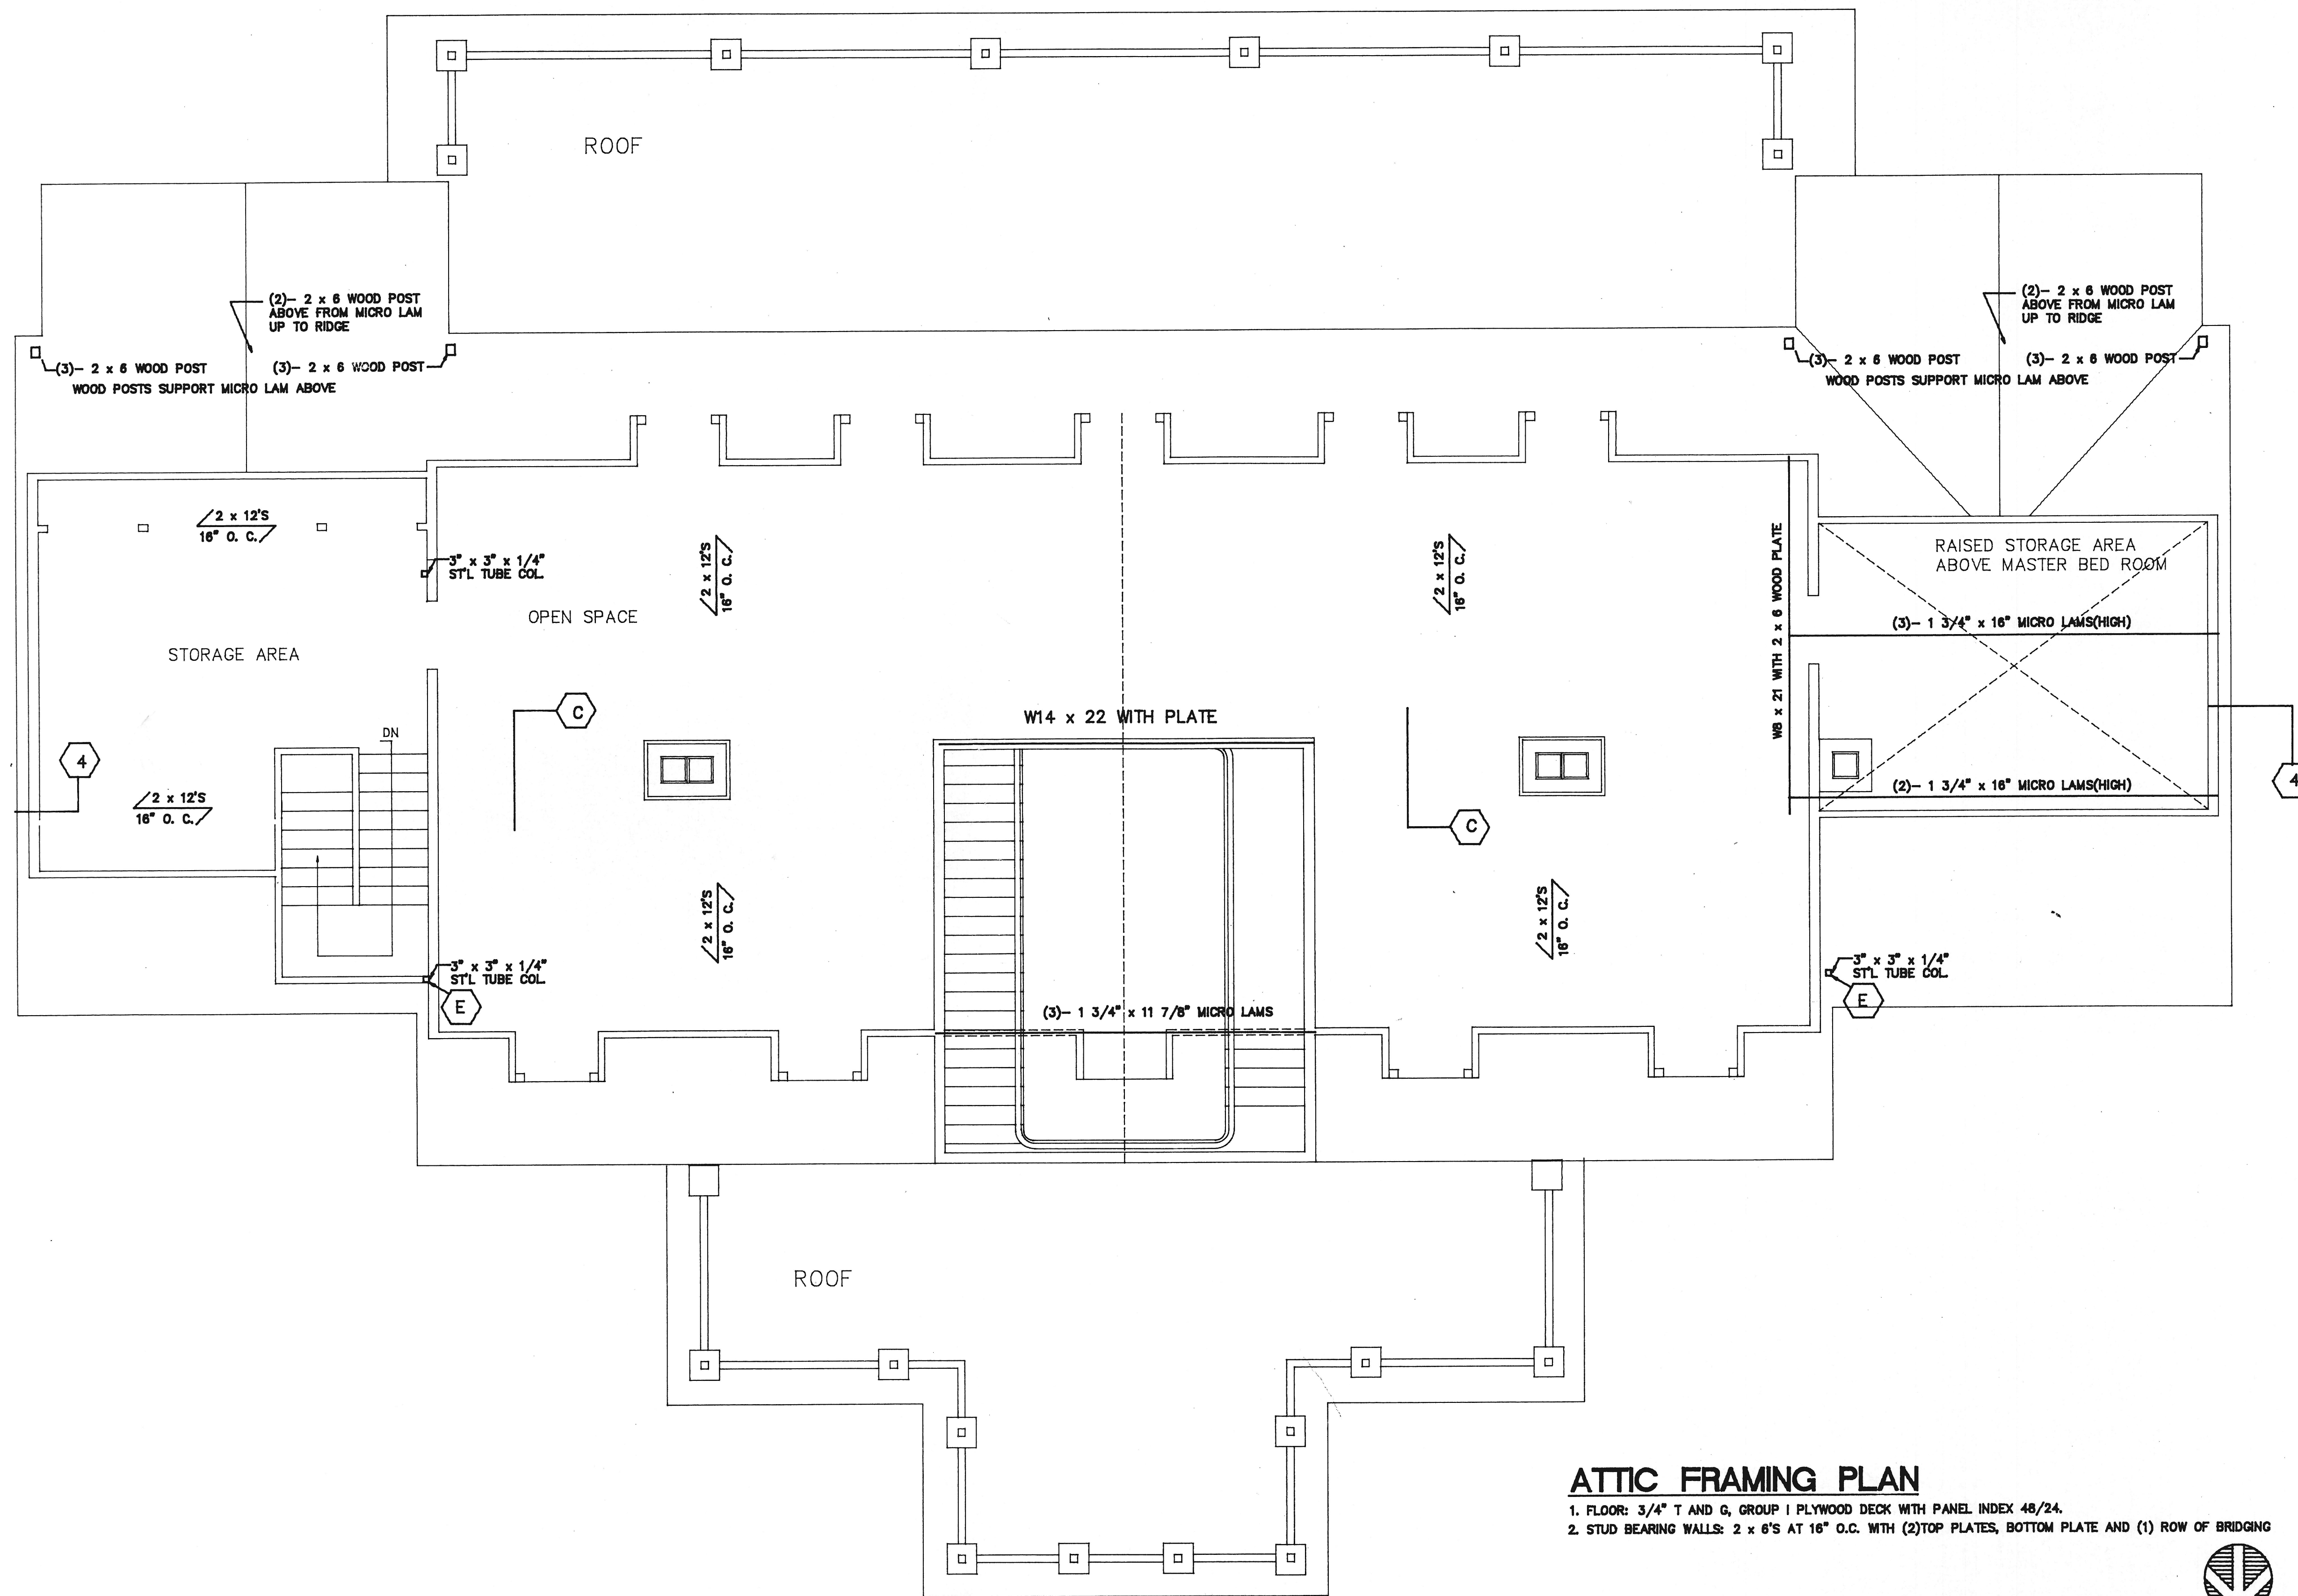 ROOF
(2)- 2 x 6 WOOD POST
ABOVE FROM MICRO LAM
UP TO RIDGE
(3)- 2 x 6 WOOD POST
(3)- 2 x 6 WOOD POST
WOOD POSTS SUPPORT MICRO LAM ABOVE
(2)- 2 x 6 WOOD POST
ABOVE FROM MICRO LAM
UP TO RIDGE
(3)- 2 x 6 WOOD POST
(3)- 2 x 6 WOOD POST
WOOD POSTS SUPPORT MICRO LAM ABOVE
2 x 12'S
16" O. C.
3" x 3" x 1/4"
ST'L TUBE COL.
2 x 12'S
16" O. C.
2 x 12'S
16" O. C.
W8 x 21 WITH 2 x 6 WOOD PLATE
RAISED STORAGE AREA
ABOVE MASTER BED ROOM
OPEN SPACE
(3)- 1 3/4" x 16" MICRO LAMS(HIGH)
STORAGE AREA
C
W14 x 22 WITH PLATE
DN
4
4
(2)- 1 3/4" x 16" MICRO LAMS(HIGH)
2 x 12'S
16" O. C.
C
2 x 12'S
16" O. C.
2 x 12'S
16" O. C.
3" x 3" x 1/4"
ST'L TUBE COL.
E
3" x 3" x 1/4"
ST'L TUBE COL.
E
(3)- 1 3/4" x 11 7/8" MICRO LAMS
ROOF
ATTIC FRAMING PLAN
1. FLOOR: 3/4" T AND G, GROUP I PLYWOOD DECK WITH PANEL INDEX 48/24.
2. STUD BEARING WALLS: 2 x 6'S AT 16" O.C. WITH (2)TOP PLATES, BOTTOM PLATE AND (1) ROW OF BRIDGING